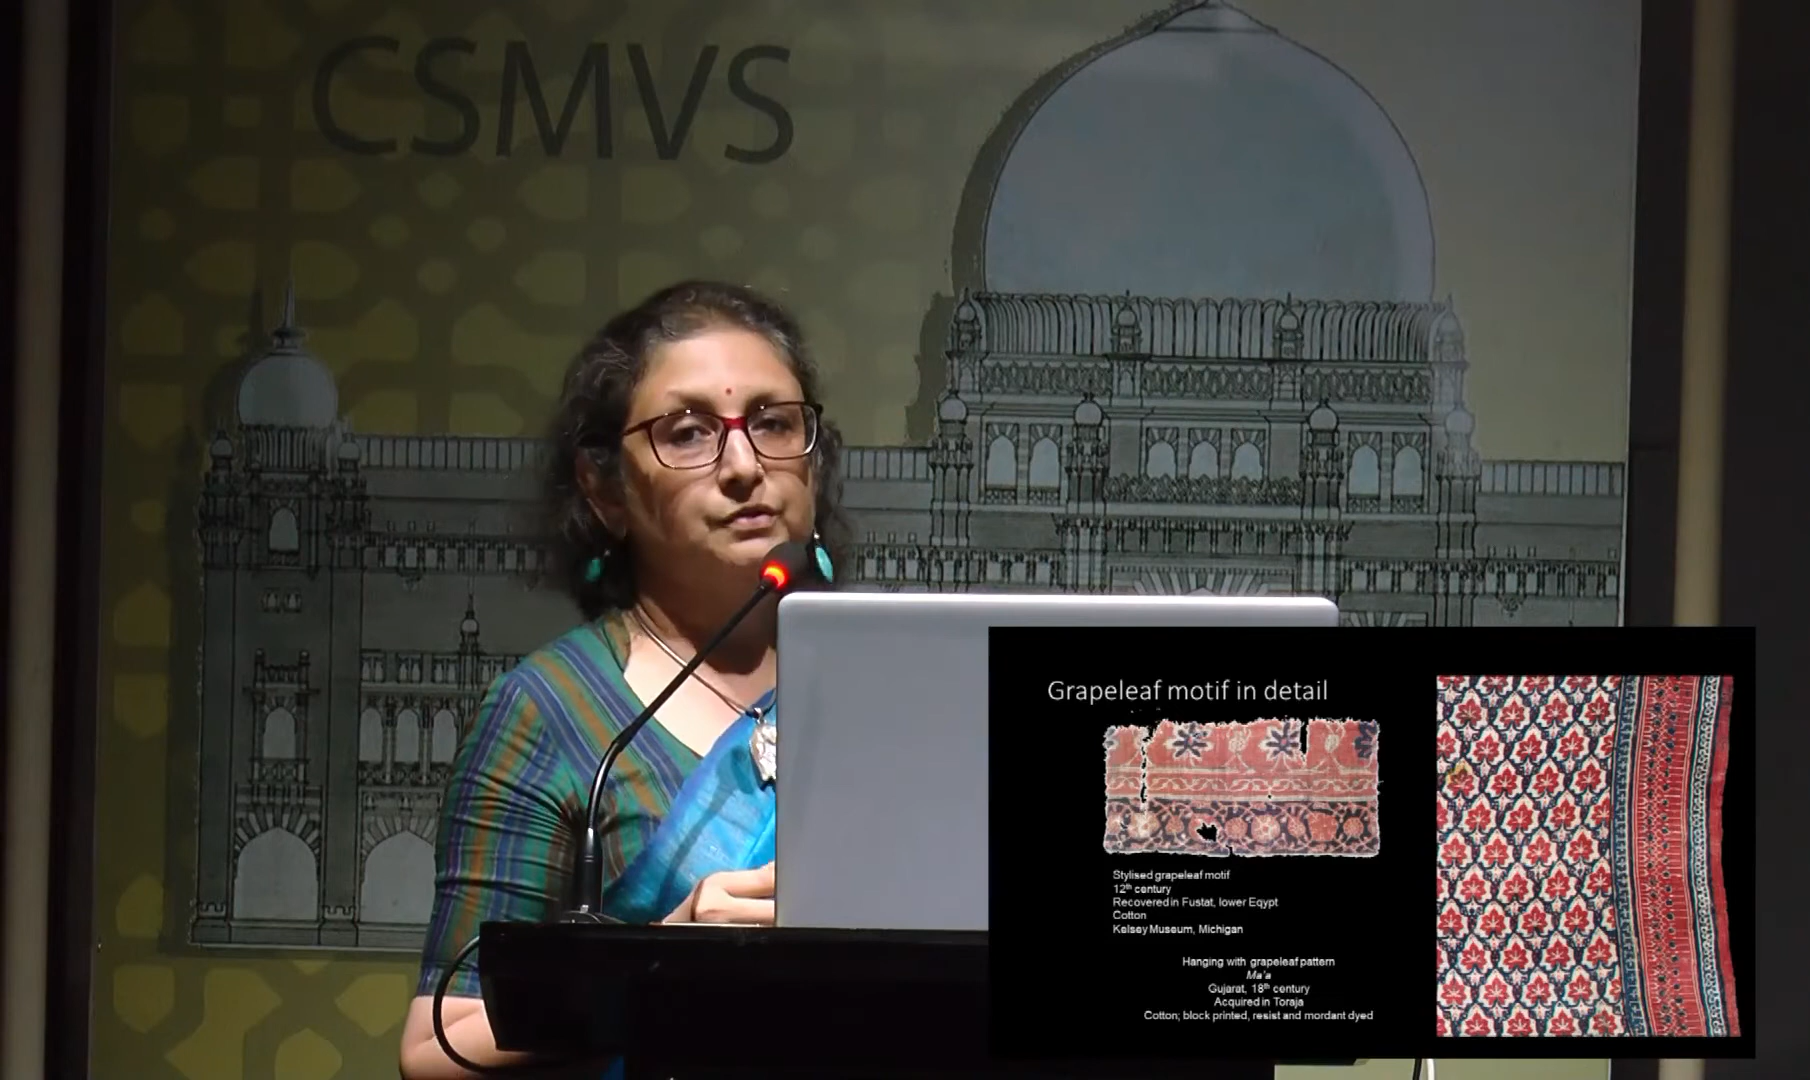 CSMVS
Grapeleaf motif in detail
Stylised grapeleaf motif
12th century
Recovered in Fustat, lower Eqypt
Cotton
Kelsey Museum, Michigan
Hanging with grapeleaf pattern
Ma'a
Gujarat, 18th century
Acquired in Toraja
Cotton; block printed, resist and mordant dyed